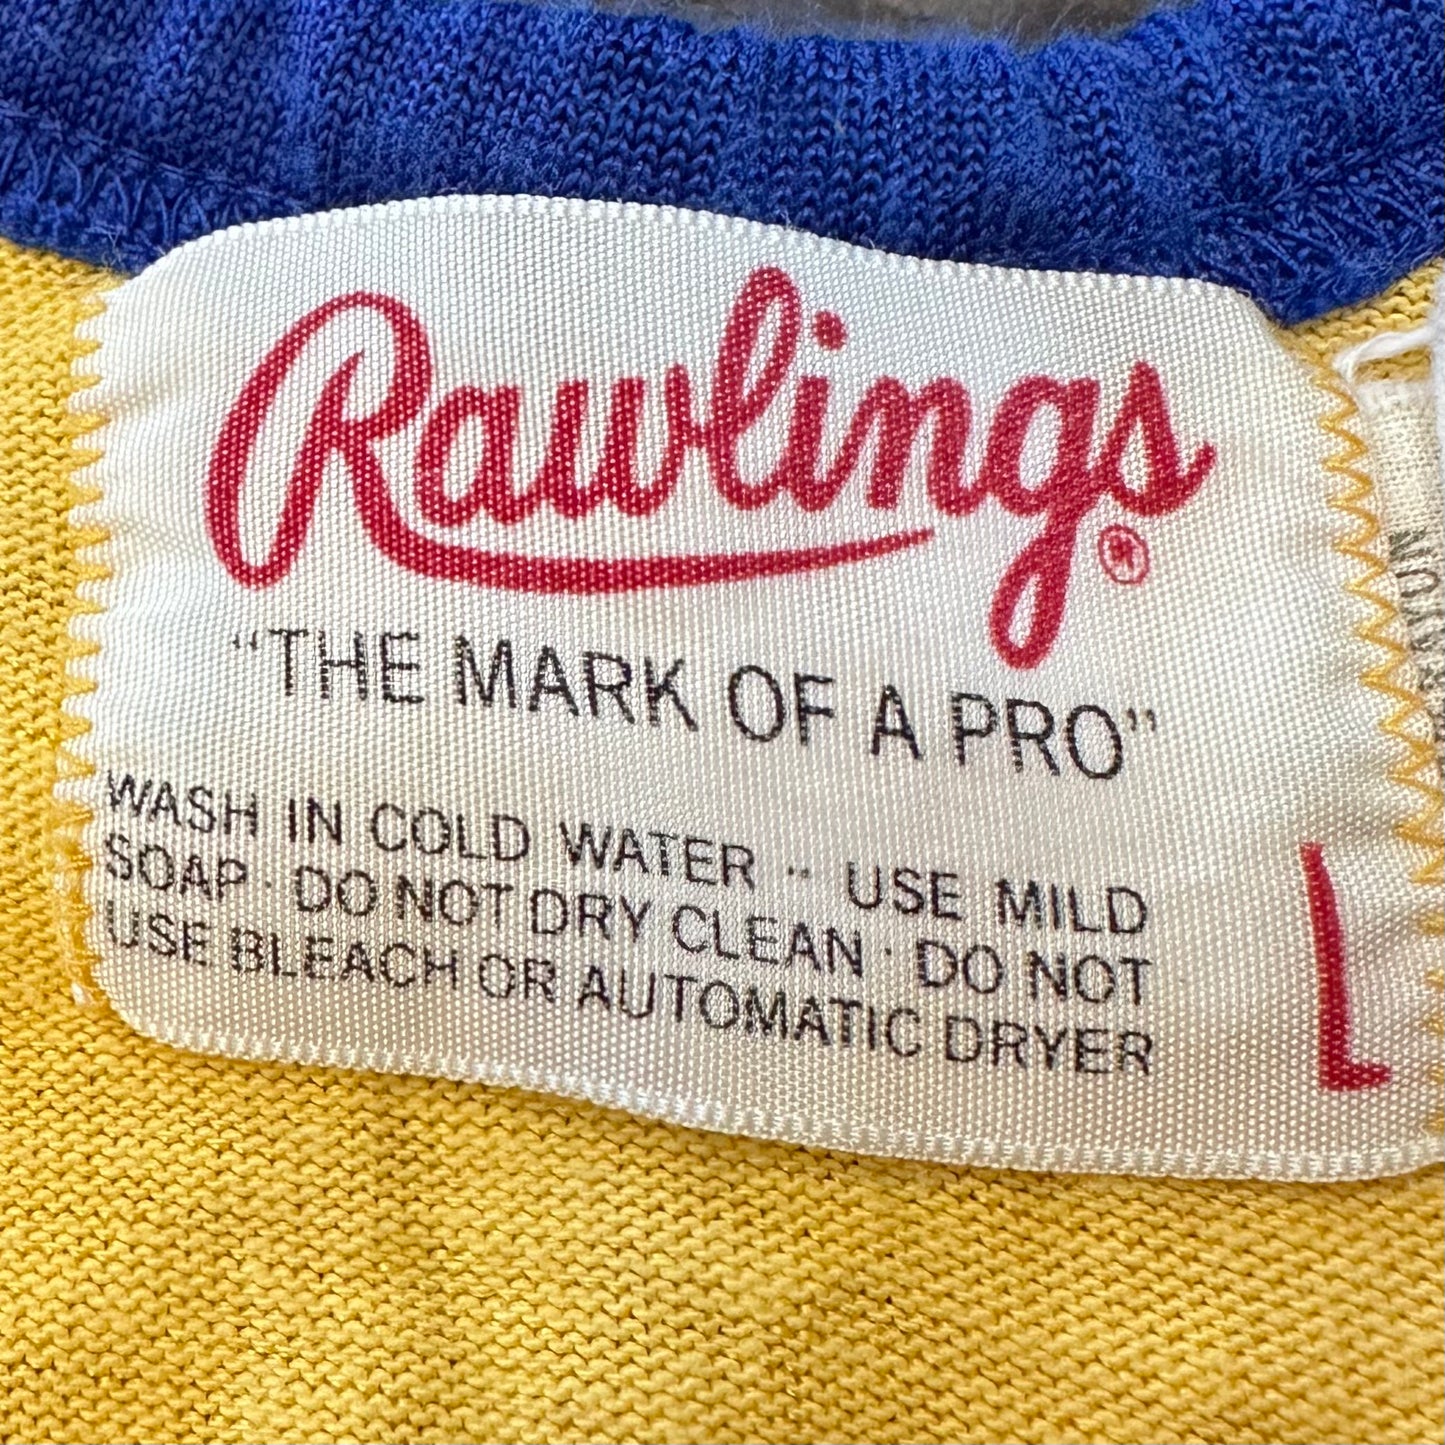 Rawlings®
"THE MARK OF A PRO"
WASH IN COLD WATER · USE MILD
SOAP · DO NOT DRY CLEAN · DO NOT
USE BLEACH OR AUTOMATIC DRYER
L